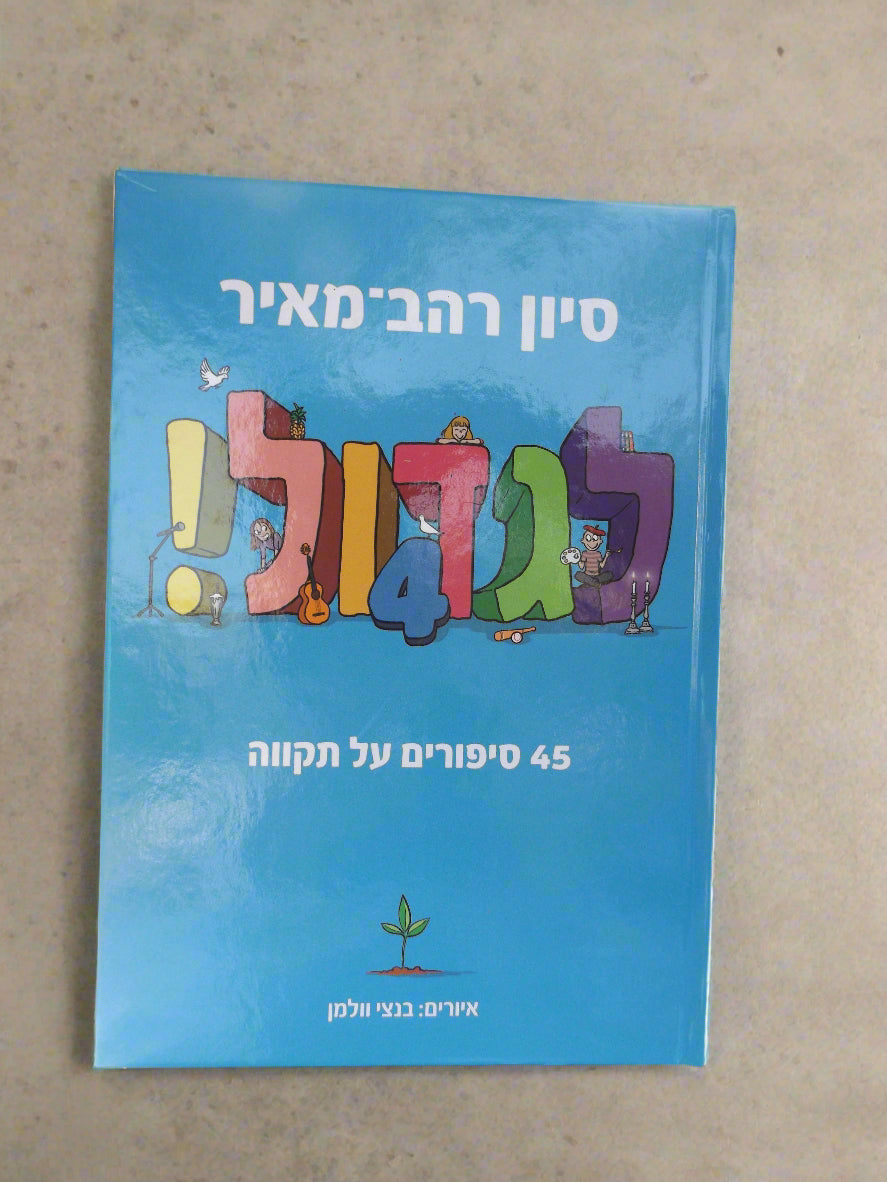 סיון רהב־מאיר
לגדול!
4
45 סיפורים על תקווה
איורים: בנצי וולמן